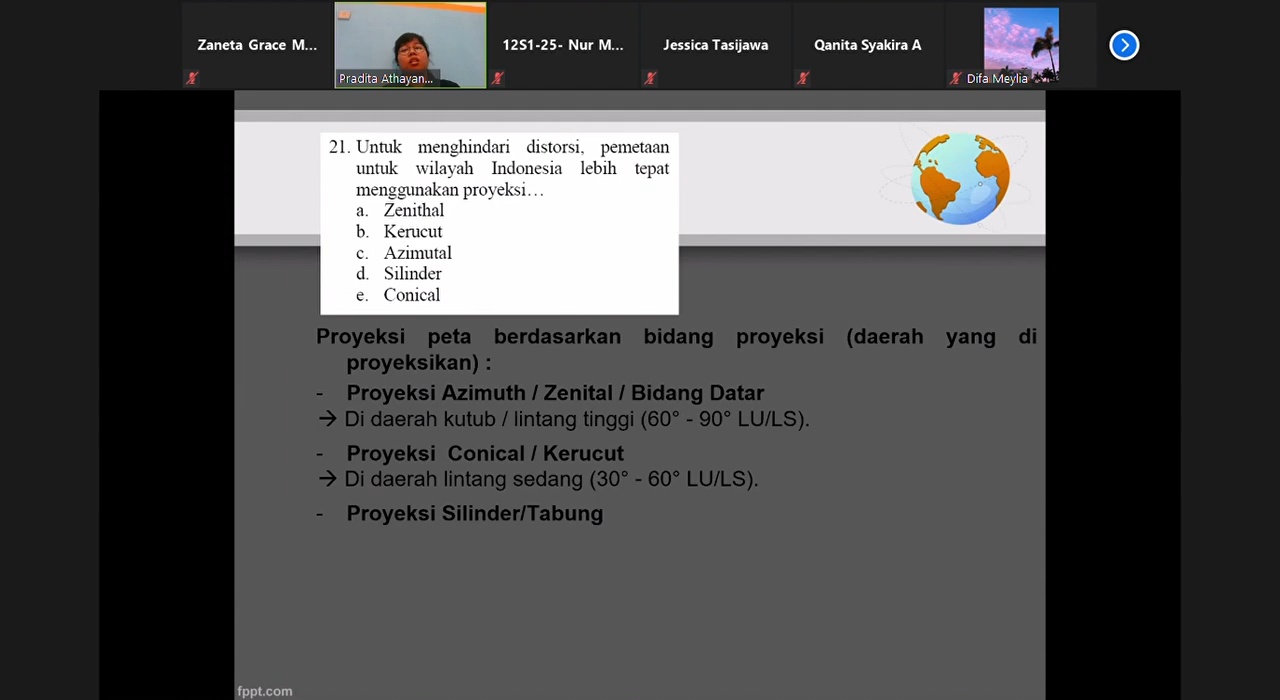 Zaneta Grace M...
Pradita Athayan...
12S1-25- Nur M...
Jessica Tasijawa
Qanita Syakira A
Difa Meylia
21. Untuk menghindari distorsi, pemetaan
untuk wilayah Indonesia lebih tepat
menggunakan proyeksi…
a. Zenithal
b. Kerucut
c. Azimutal
d. Silinder
e. Conical
Proyeksi peta berdasarkan bidang proyeksi (daerah yang di
proyeksikan) :
- Proyeksi Azimuth / Zenital / Bidang Datar
→ Di daerah kutub / lintang tinggi (60° - 90° LU/LS).
- Proyeksi Conical / Kerucut
→ Di daerah lintang sedang (30° - 60° LU/LS).
- Proyeksi Silinder/Tabung
fppt.com